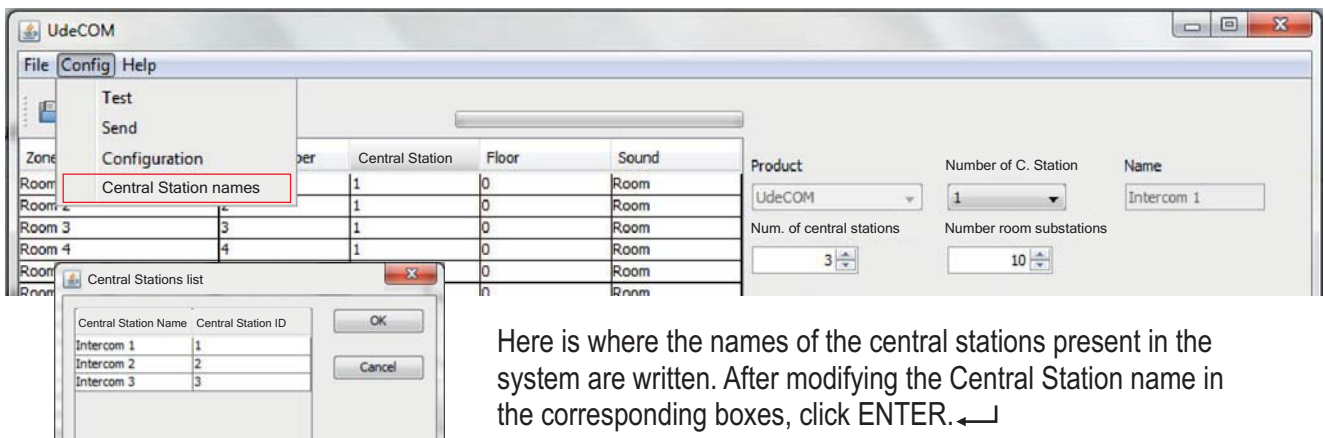 UdeCOM
File Config Help
Test
Send
Configuration
Central Station names
Zone ber Central Station Floor Sound
Room 1 0 Room
Room 2 2 1 0 Room
Room 3 3 1 0 Room
Room 4 4 1 0 Room
Room 0 Room
Room 0 Room
Product Number of C. Station Name
UdeCOM 1 Intercom 1
Num. of central stations Number room substations
3 10
Central Stations list
Central Station Name Central Station ID OK
Intercom 1 1
Intercom 2 2 Cancel
Intercom 3 3
Here is where the names of the central stations present in the
system are written. After modifying the Central Station name in
the corresponding boxes, click ENTER.